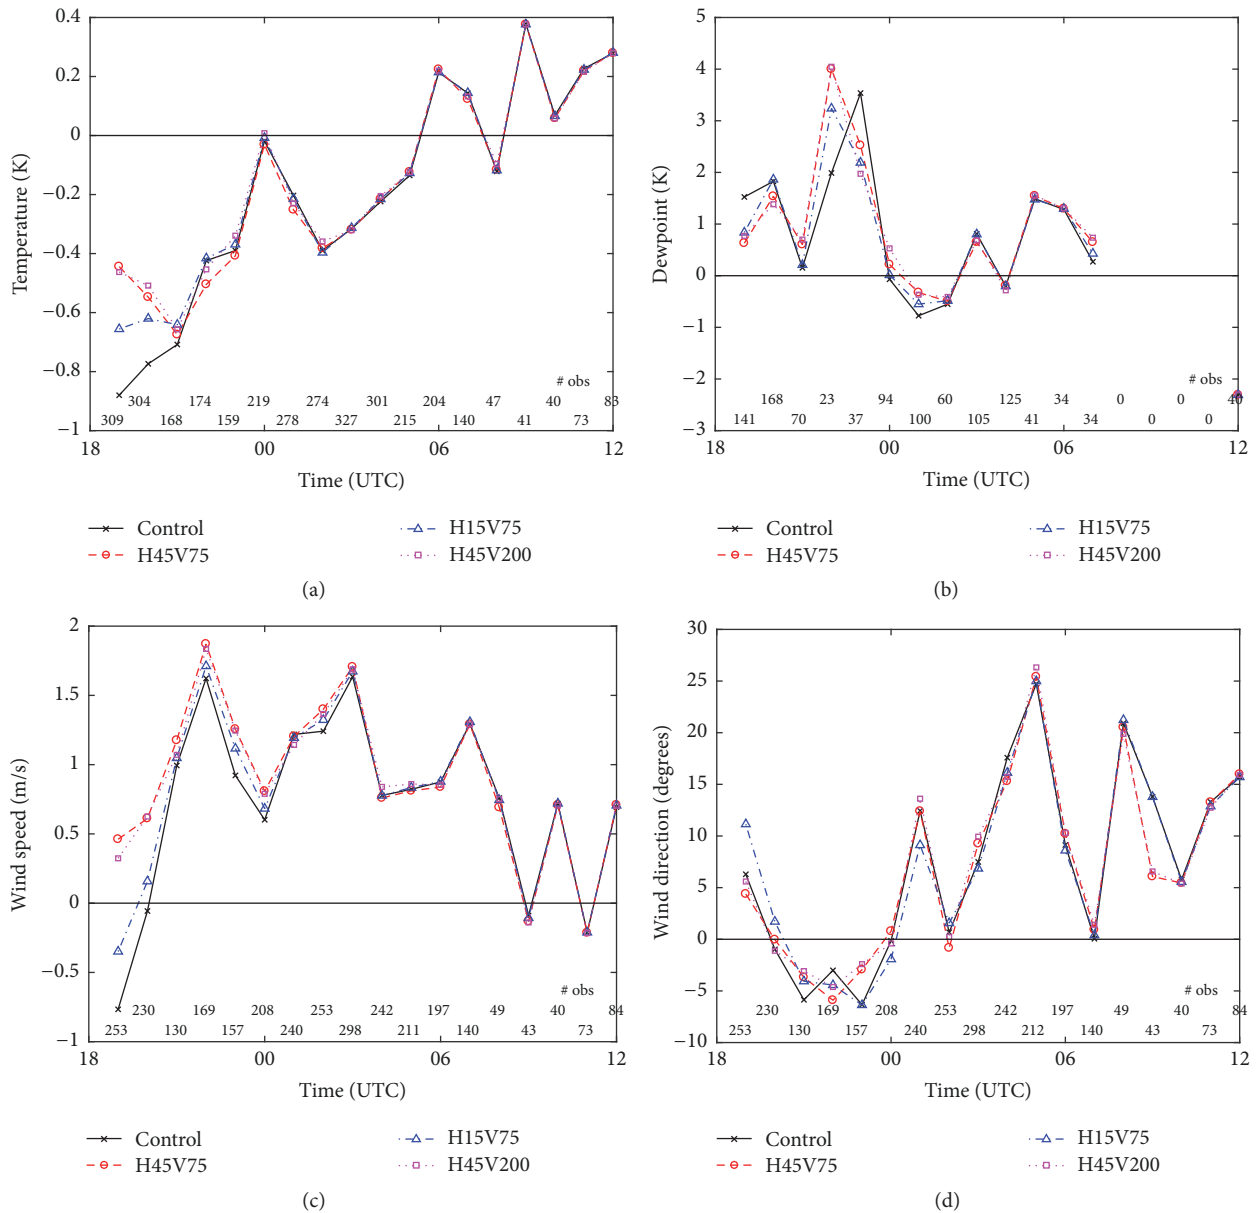 0.4
0.2
0
−0.2
−0.4
−0.6
−0.8
−1
Temperature (K)
# obs
304 174 219 274 301 204 47 40 83
309 168 159 278 327 215 140 41 73
18 00 06 12
Time (UTC)
Control H15V75
H45V75 H45V200
(a)
5
4
3
2
1
0
−1
−2
−3
Dewpoint (K)
# obs
168 23 94 60 125 34 0 0 40
141 70 37 100 105 41 34 0 0
18 00 06 12
Time (UTC)
Control H15V75
H45V75 H45V200
(b)
2
1.5
1
0.5
0
−0.5
−1
Wind speed (m/s)
# obs
230 169 208 253 242 197 49 40 84
253 130 157 240 298 211 140 43 73
18 00 06 12
Time (UTC)
Control H15V75
H45V75 H45V200
(c)
30
25
20
15
10
5
0
−5
−10
Wind direction (degrees)
# obs
230 169 208 253 242 197 49 40 84
253 130 157 240 298 212 140 43 73
18 00 06 12
Time (UTC)
Control H15V75
H45V75 H45V200
(d)